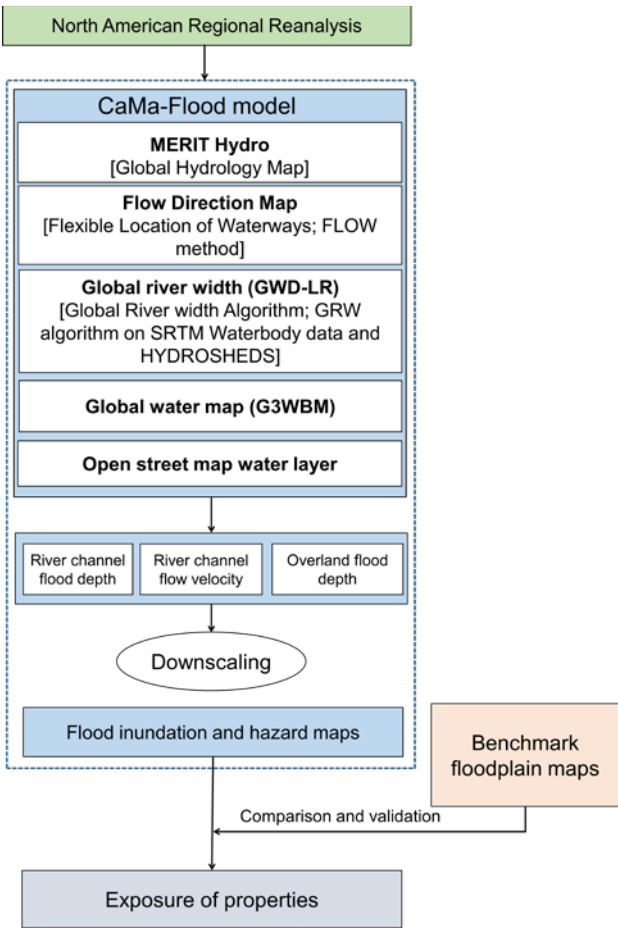 North American Regional Reanalysis
CaMa-Flood model
MERIT Hydro
[Global Hydrology Map]
Flow Direction Map
[Flexible Location of Waterways; FLOW
method]
Global river width (GWD-LR)
[Global River width Algorithm; GRW
algorithm on SRTM Waterbody data and
HYDROSHEDS]
Global water map (G3WBM)
Open street map water layer
River channel
flood depth
River channel
flow velocity
Overland flood
depth
Downscaling
Flood inundation and hazard maps
Benchmark
floodplain maps
Comparison and validation
Exposure of properties